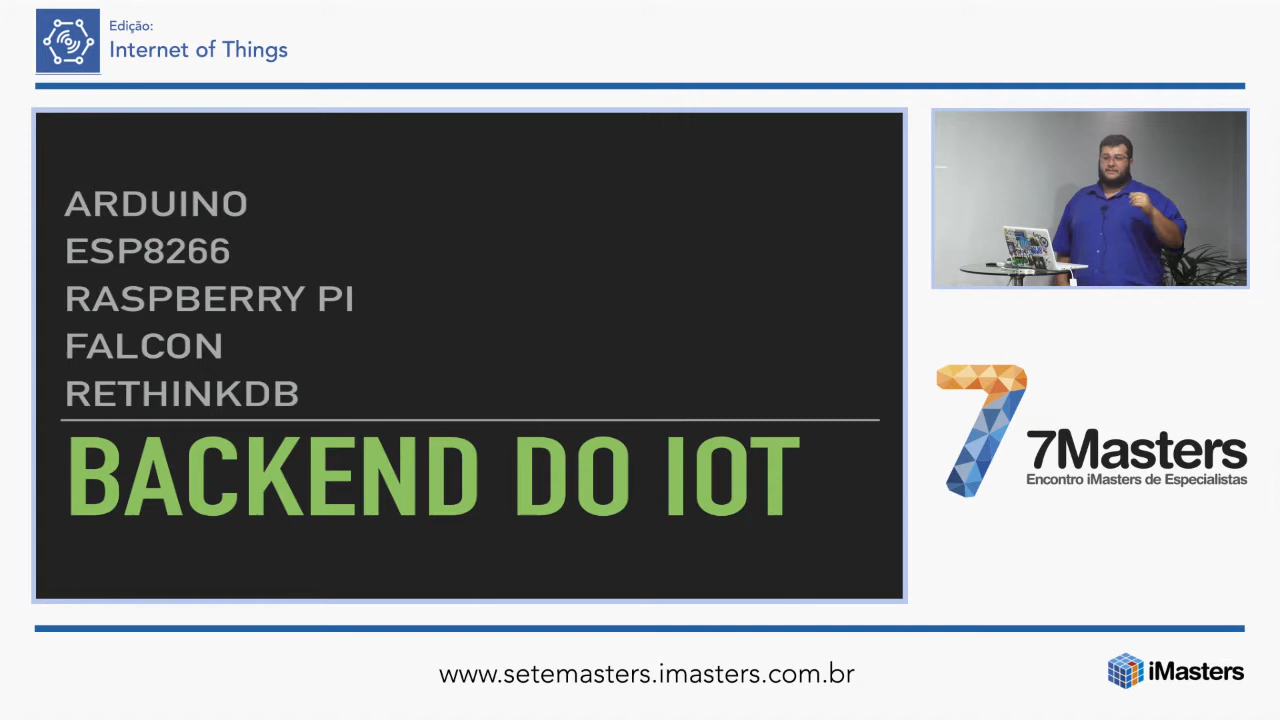 Edição:
Internet of Things
ARDUINO
ESP8266
RASPBERRY PI
FALCON
RETHINKDB
BACKEND DO IOT
7
7Masters
Encontro iMasters de Especialistas
www.setemasters.imasters.com.br
iMasters